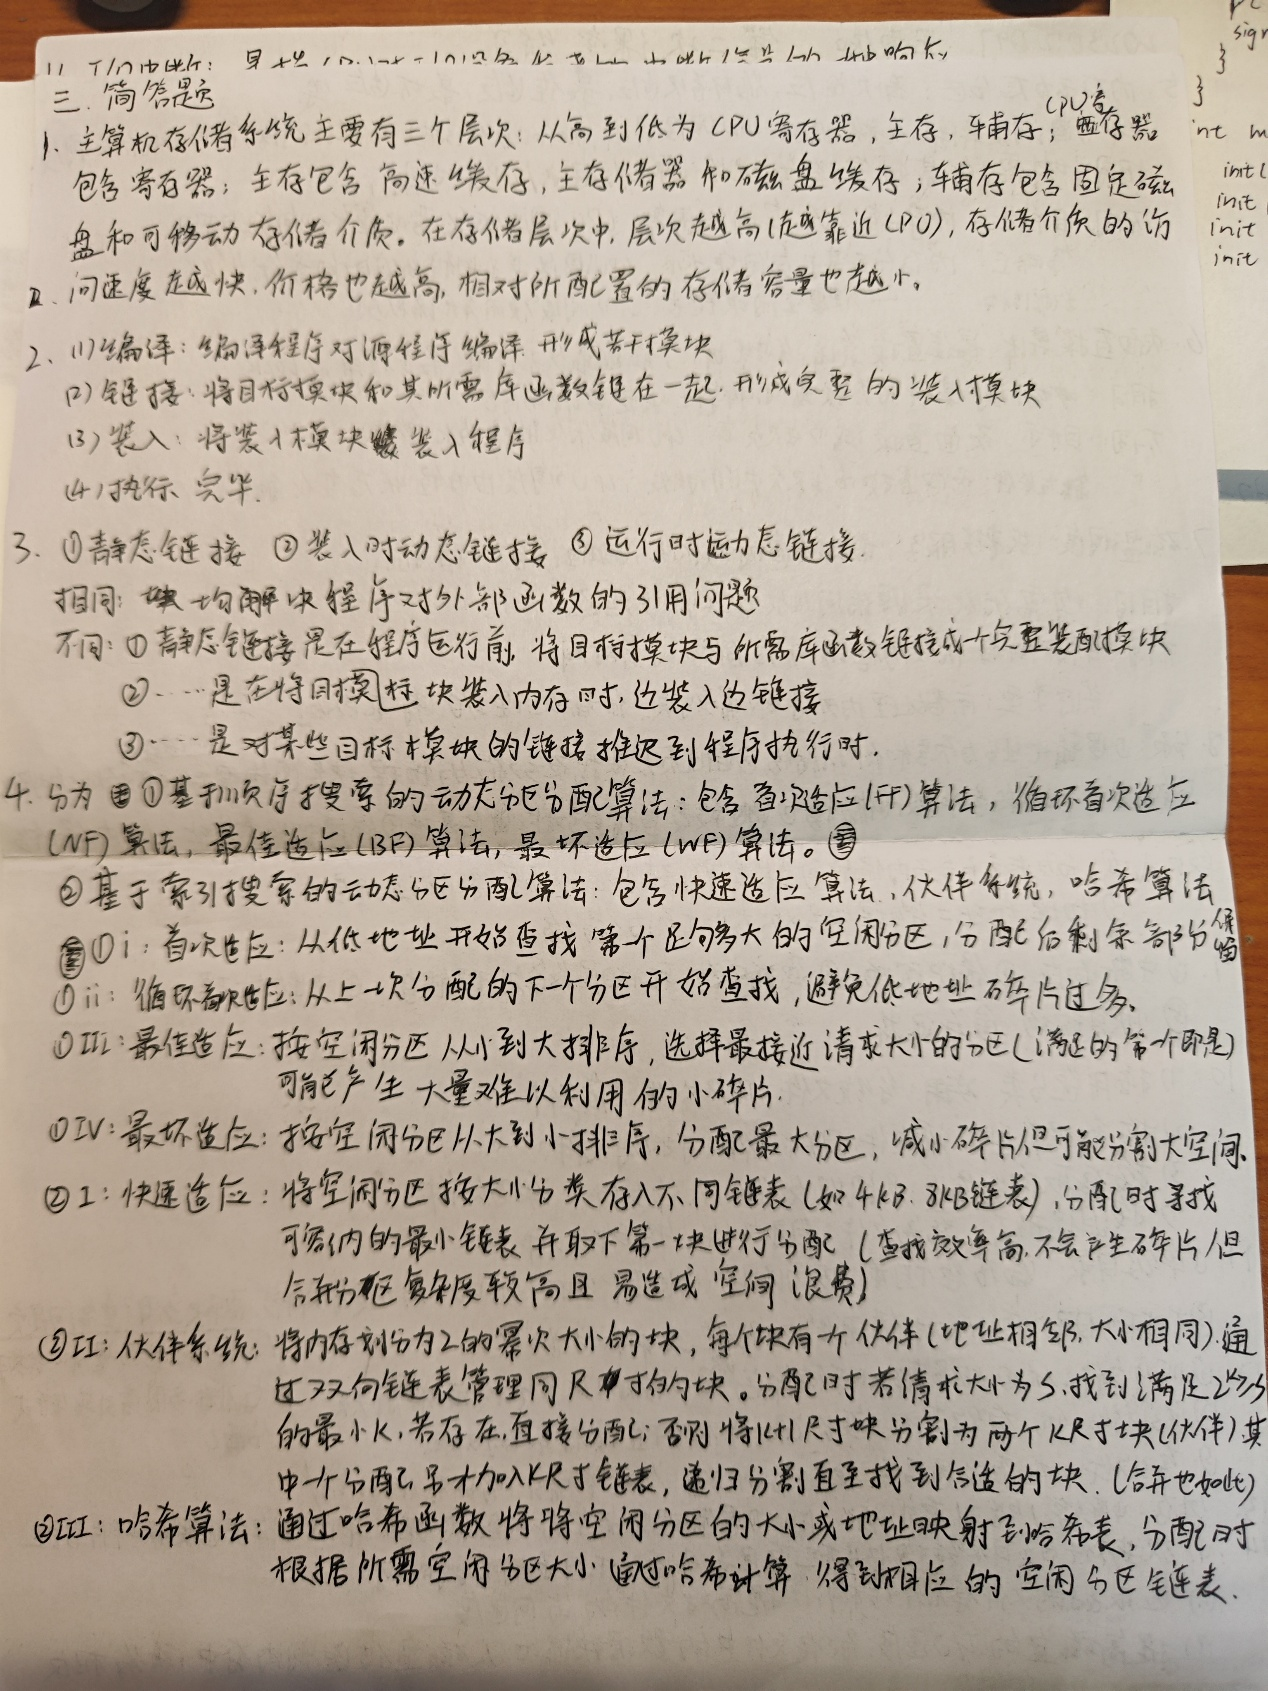 三. 简答题
1. 主算机存储系统主要有三个层次: 从高到低为CPU寄存器, 主存, 辅存; CPU寄存器
包含寄存器; 主存包含高速缓存, 主存储器和磁盘缓存; 辅存包含固定磁
盘和可移动存储介质。在存储层次中, 层次越高(越靠近CPU), 存储介质的访
问速度越快, 价格也越高, 相对所配置的存储容量也越小。
2. (1) 编译: 编译程序对源程序编译 形成若干模块
(2) 链接: 将目标模块和其所需库函数链在一起. 形成完整的装入模块
(3) 装入: 将装入模块装入程序
(4) 执行完毕.
3. ①静态链接 ②装入时动态链接 ③运行时动态链接.
相同: 均解决程序对外部函数的引用问题
不同: ①静态链接是在程序运行前, 将目标模块与所需库函数链接成一个完整装配模块
②……是在将目模标块装入内存时, 边装入边链接
③……是对某些目标模块的链接推迟到程序执行时.
4. 分为 ①基于顺序搜索的动态分区分配算法: 包含首次适应(FF)算法, 循环首次适应
(NF)算法, 最佳适应(BF)算法, 最坏适应(WF)算法。
②基于索引搜索的动态分区分配算法: 包含快速适应算法, 伙伴系统, 哈希算法
①i: 首次适应: 从低地址开始查找第一个足够大的空闲分区, 分配后剩余部分保留
①ii: 循环首次适应: 从上一次分配的下一个分区开始查找, 避免低地址碎片过多。
①III: 最佳适应: 按空闲分区从小到大排序, 选择最接近请求大小的分区(满足的第一个即是)
可能产生大量难以利用的小碎片.
①IV: 最坏适应: 按空闲分区从大到小排序, 分配最大分区, 减小碎片但可能分割大空间。
②I: 快速适应: 将空闲分区按大小分类存入不同链表(如4KB. 8KB链表), 分配时寻找
可容纳的最小链表并取下第一块进行分配 (查找效率高, 不会产生碎片 但
合并分区复杂度较高且易造成空间浪费)
②II: 伙伴系统: 将内存划分为2的幂次大小的块, 每个块有一个伙伴(地址相邻, 大小相同). 通
过双向链表管理同尺寸的块。分配时若请求大小为S, 找到满足2^K≥S
的最小K, 若存在, 直接分配; 否则将K+1尺寸块分割为两个K尺寸块(伙伴)其
中一个分配 另一个加入K尺寸链表, 递归分割直至找到合适的块. (合并也如此)
②III: 哈希算法: 通过哈希函数将将空闲分区的大小或地址映射到哈希表, 分配时
根据所需空闲分区大小 通过哈希计算 得到相应的空闲分区链表.
sign
}
}
int m
init(
init
init
init